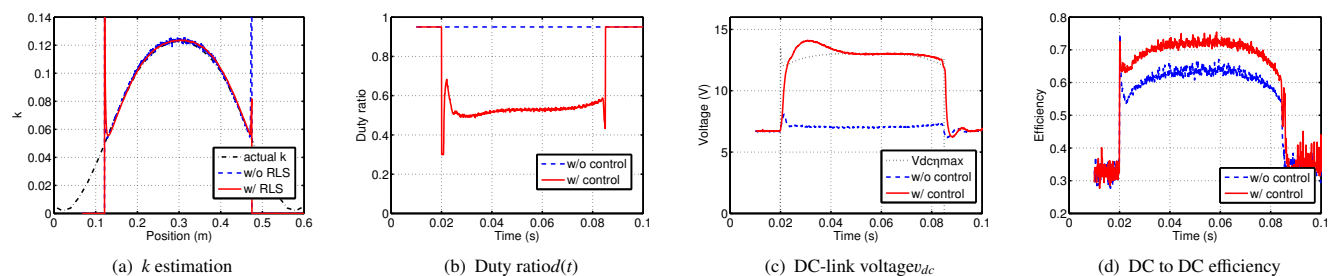 0.14
0.12
0.10
0.08
0.06
0.04
0.02
0
k
actual k
w/o RLS
w/ RLS
0 0.1 0.2 0.3 0.4 0.5 0.6
Position (m)
(a) k estimation
1
0.8
0.6
0.4
0.2
0
Duty ratio
w/o control
w/ control
0 0.02 0.04 0.06 0.08 0.1
Time (s)
(b) Duty ratiod(t)
15
10
5
0
Voltage (V)
Vdcηmax
w/o control
w/ control
0 0.02 0.04 0.06 0.08 0.1
Time (s)
(c) DC-link voltagevdc
0.8
0.7
0.6
0.5
0.4
0.3
0.2
Efficiency
w/o control
w/ control
0 0.02 0.04 0.06 0.08 0.1
Time (s)
(d) DC to DC efficiency